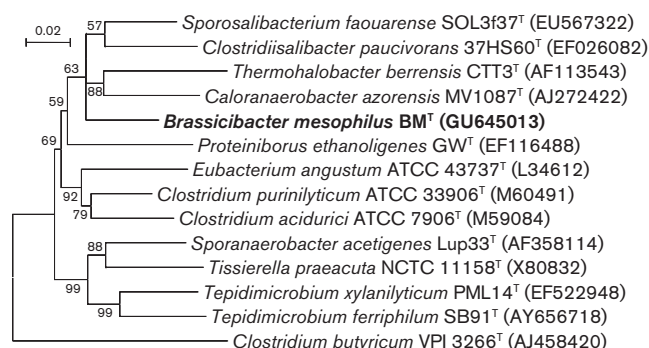 0.02
57
Sporosalibacterium faouarense SOL3f37ᵀ (EU567322)
Clostridiisalibacter paucivorans 37HS60ᵀ (EF026082)
63
Thermohalobacter berrensis CTT3ᵀ (AF113543)
88
Caloranaerobacter azorensis MV1087ᵀ (AJ272422)
59
Brassicibacter mesophilus BMᵀ (GU645013)
69
Proteiniborus ethanoligenes GWᵀ (EF116488)
Eubacterium angustum ATCC 43737ᵀ (L34612)
92
Clostridium purinilyticum ATCC 33906ᵀ (M60491)
79
Clostridium acidurici ATCC 7906ᵀ (M59084)
88
Sporanaerobacter acetigenes Lup33ᵀ (AF358114)
Tissierella praeacuta NCTC 11158ᵀ (X80832)
99
Tepidimicrobium xylanilyticum PML14ᵀ (EF522948)
99
Tepidimicrobium ferriphilum SB91ᵀ (AY656718)
Clostridium butyricum VPI 3266ᵀ (AJ458420)